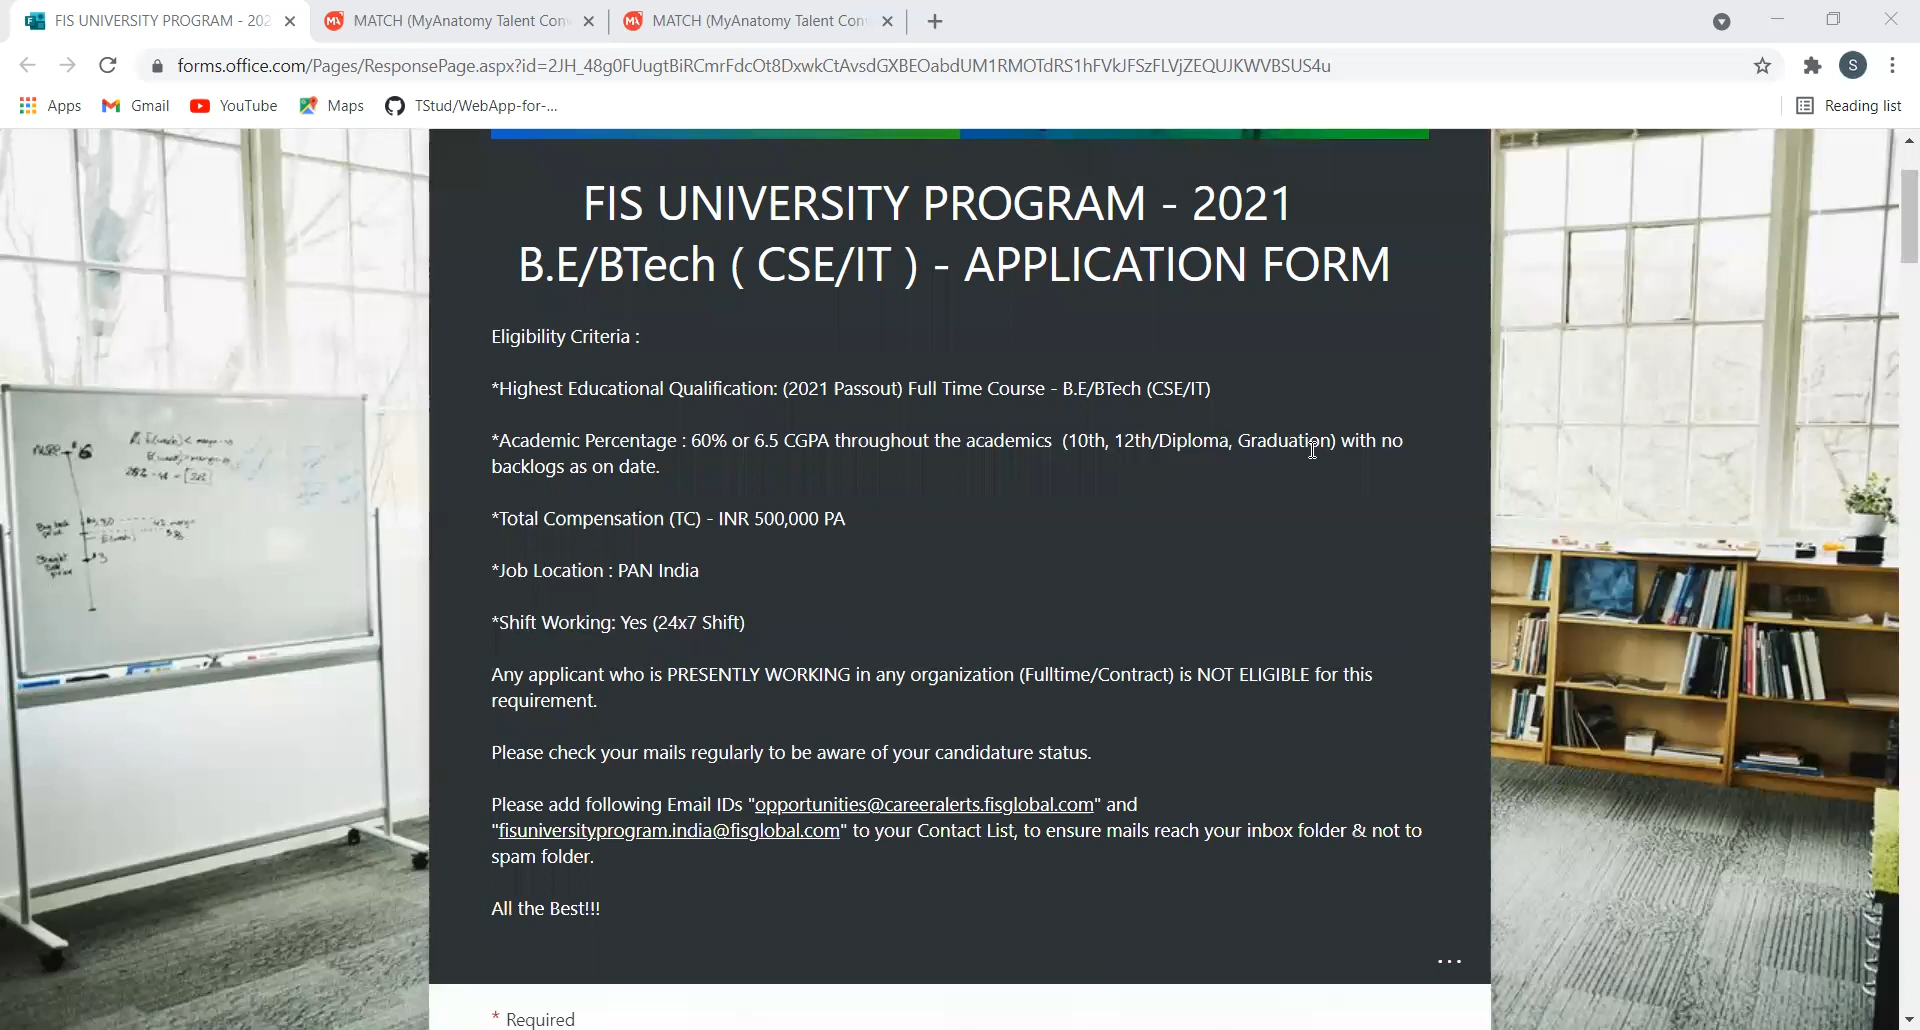 FIS UNIVERSITY PROGRAM - 202
MATCH (MyAnatomy Talent Con
MATCH (MyAnatomy Talent Con
forms.office.com/Pages/ResponsePage.aspx?id=2JH_48g0FUugtBiRCmrFdcOt8DxwkCtAvsdGXBEOabdUM1RMOTdRS1hFVkJFSzFLVjZEQUJKWVBSUS4u
S
Apps
Gmail
YouTube
Maps
TStud/WebApp-for-...
Reading list
FIS UNIVERSITY PROGRAM - 2021
B.E/BTech ( CSE/IT ) - APPLICATION FORM
Eligibility Criteria :
*Highest Educational Qualification: (2021 Passout) Full Time Course - B.E/BTech (CSE/IT)
*Academic Percentage : 60% or 6.5 CGPA throughout the academics (10th, 12th/Diploma, Graduation) with no
backlogs as on date.
*Total Compensation (TC) - INR 500,000 PA
*Job Location : PAN India
*Shift Working: Yes (24x7 Shift)
Any applicant who is PRESENTLY WORKING in any organization (Fulltime/Contract) is NOT ELIGIBLE for this
requirement.
Please check your mails regularly to be aware of your candidature status.
Please add following Email IDs "opportunities@careeralerts.fisglobal.com" and
"fisuniversityprogram.india@fisglobal.com" to your Contact List, to ensure mails reach your inbox folder & not to
spam folder.
All the Best!!!
...
* Required